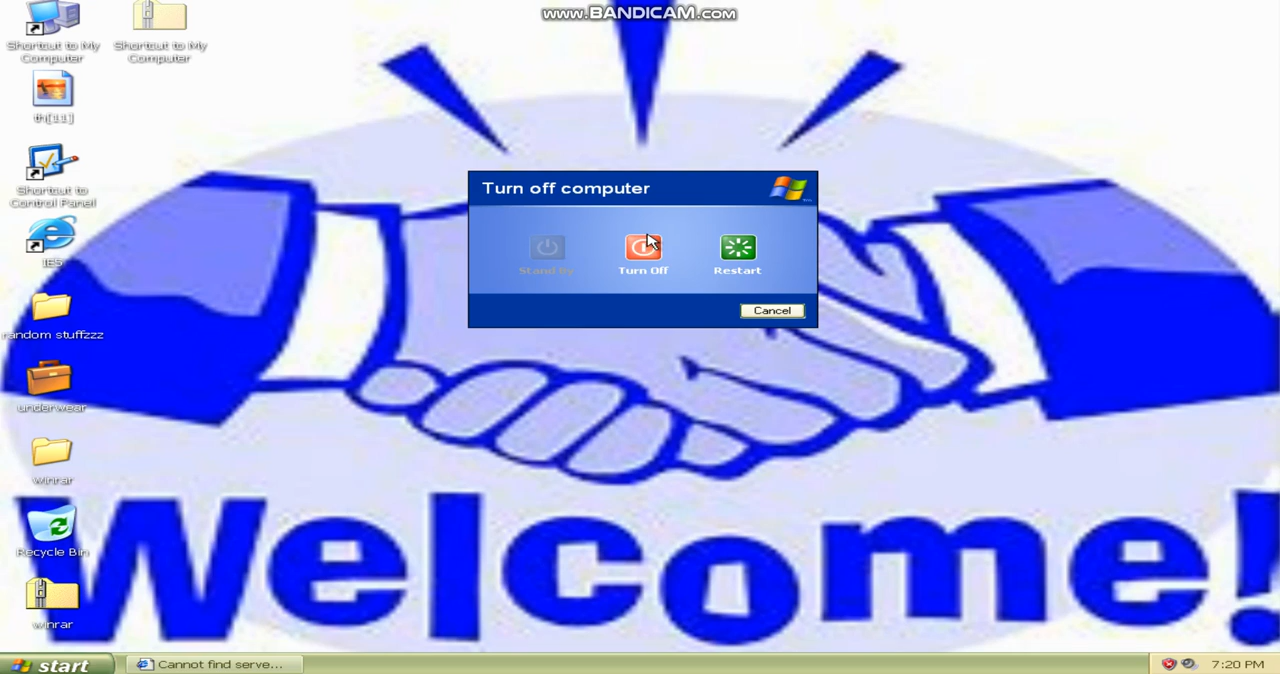 www.BANDICAM.com
Shortcut to My
Computer
Shortcut to My
Computer
th[11]
Shortcut to
Control Panel
IE5
random stuffzzz
underwear
winrar
Recycle Bin
winrar
Turn off computer
Stand By
Turn Off
Restart
Cancel
Welcome!
start
Cannot find serve...
7:20 PM